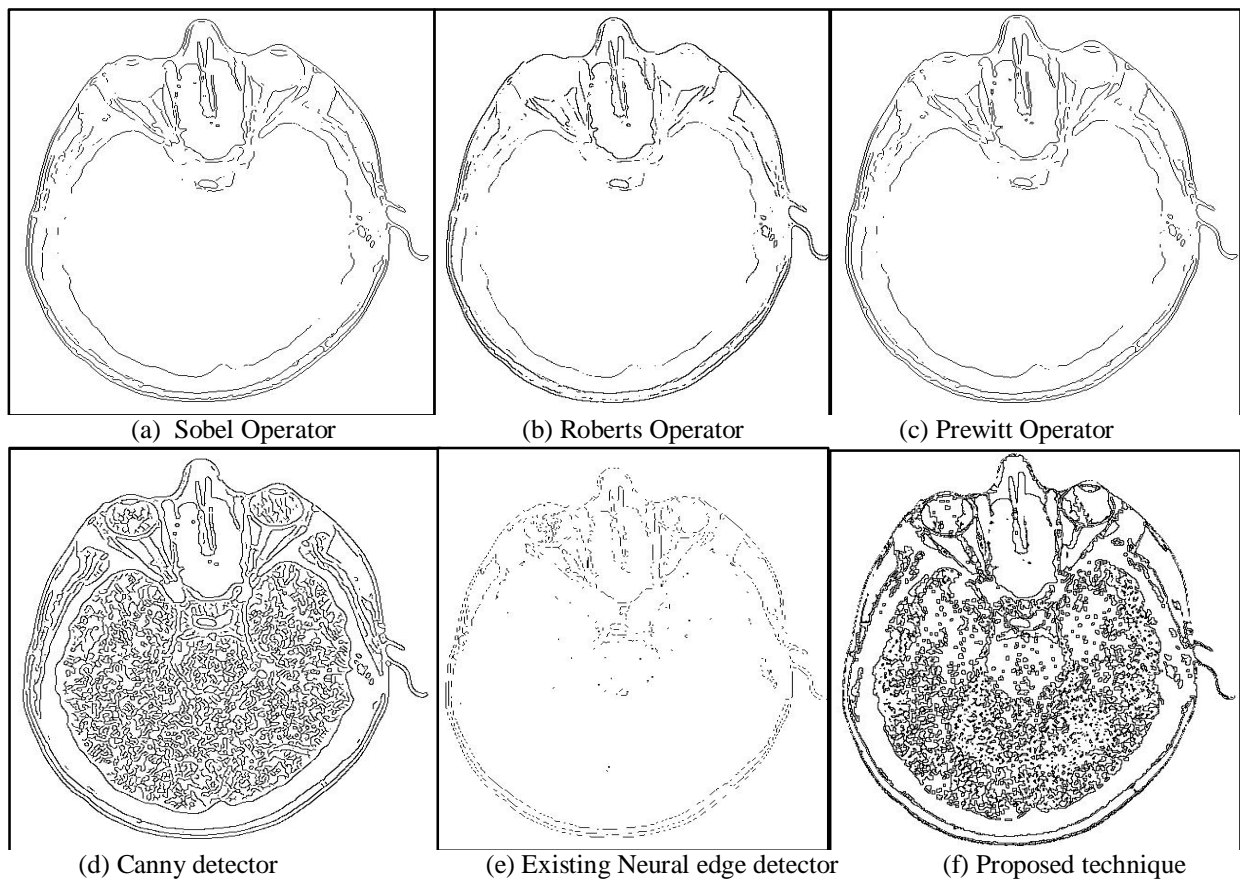 (a) Sobel Operator
(b) Roberts Operator
(c) Prewitt Operator
(d) Canny detector
(e) Existing Neural edge detector
(f) Proposed technique